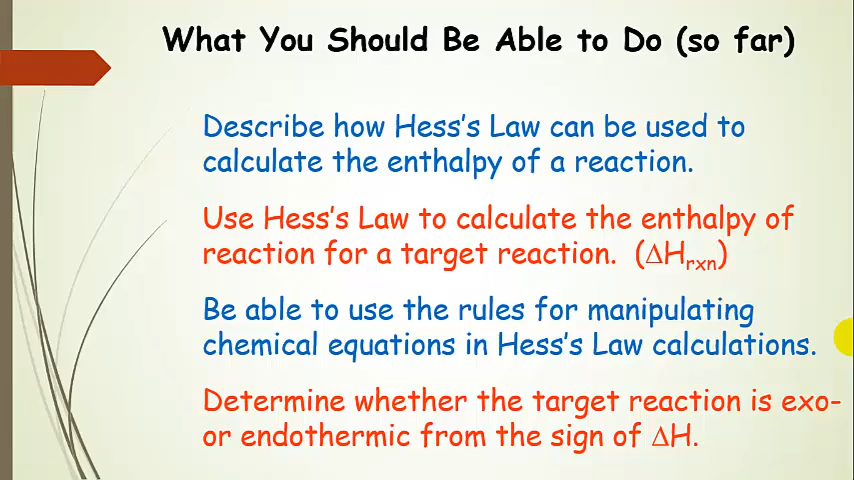 What You Should Be Able to Do (so far)
Describe how Hess's Law can be used to
calculate the enthalpy of a reaction.
Use Hess's Law to calculate the enthalpy of
reaction for a target reaction. (ΔHrxn)
Be able to use the rules for manipulating
chemical equations in Hess's Law calculations.
Determine whether the target reaction is exo-
or endothermic from the sign of ΔH.